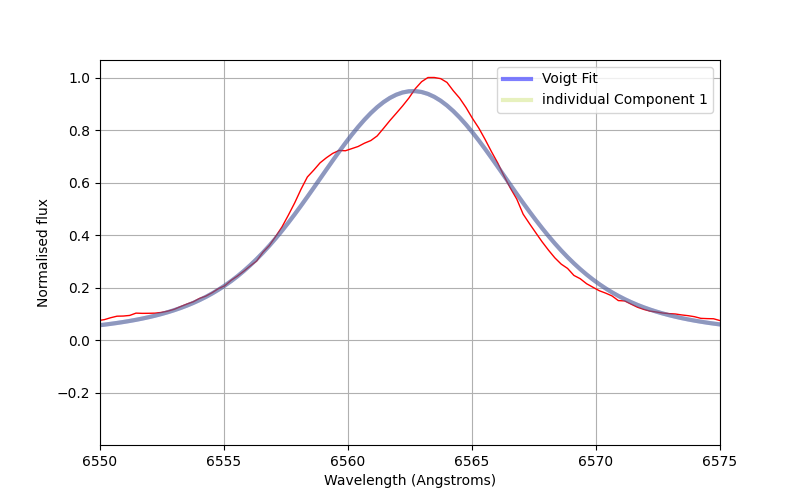 Voigt Fit
individual Component 1
Normalised flux
1.0
0.8
0.6
0.4
0.2
0.0
−0.2
6550 6555 6560 6565 6570 6575
Wavelength (Angstroms)